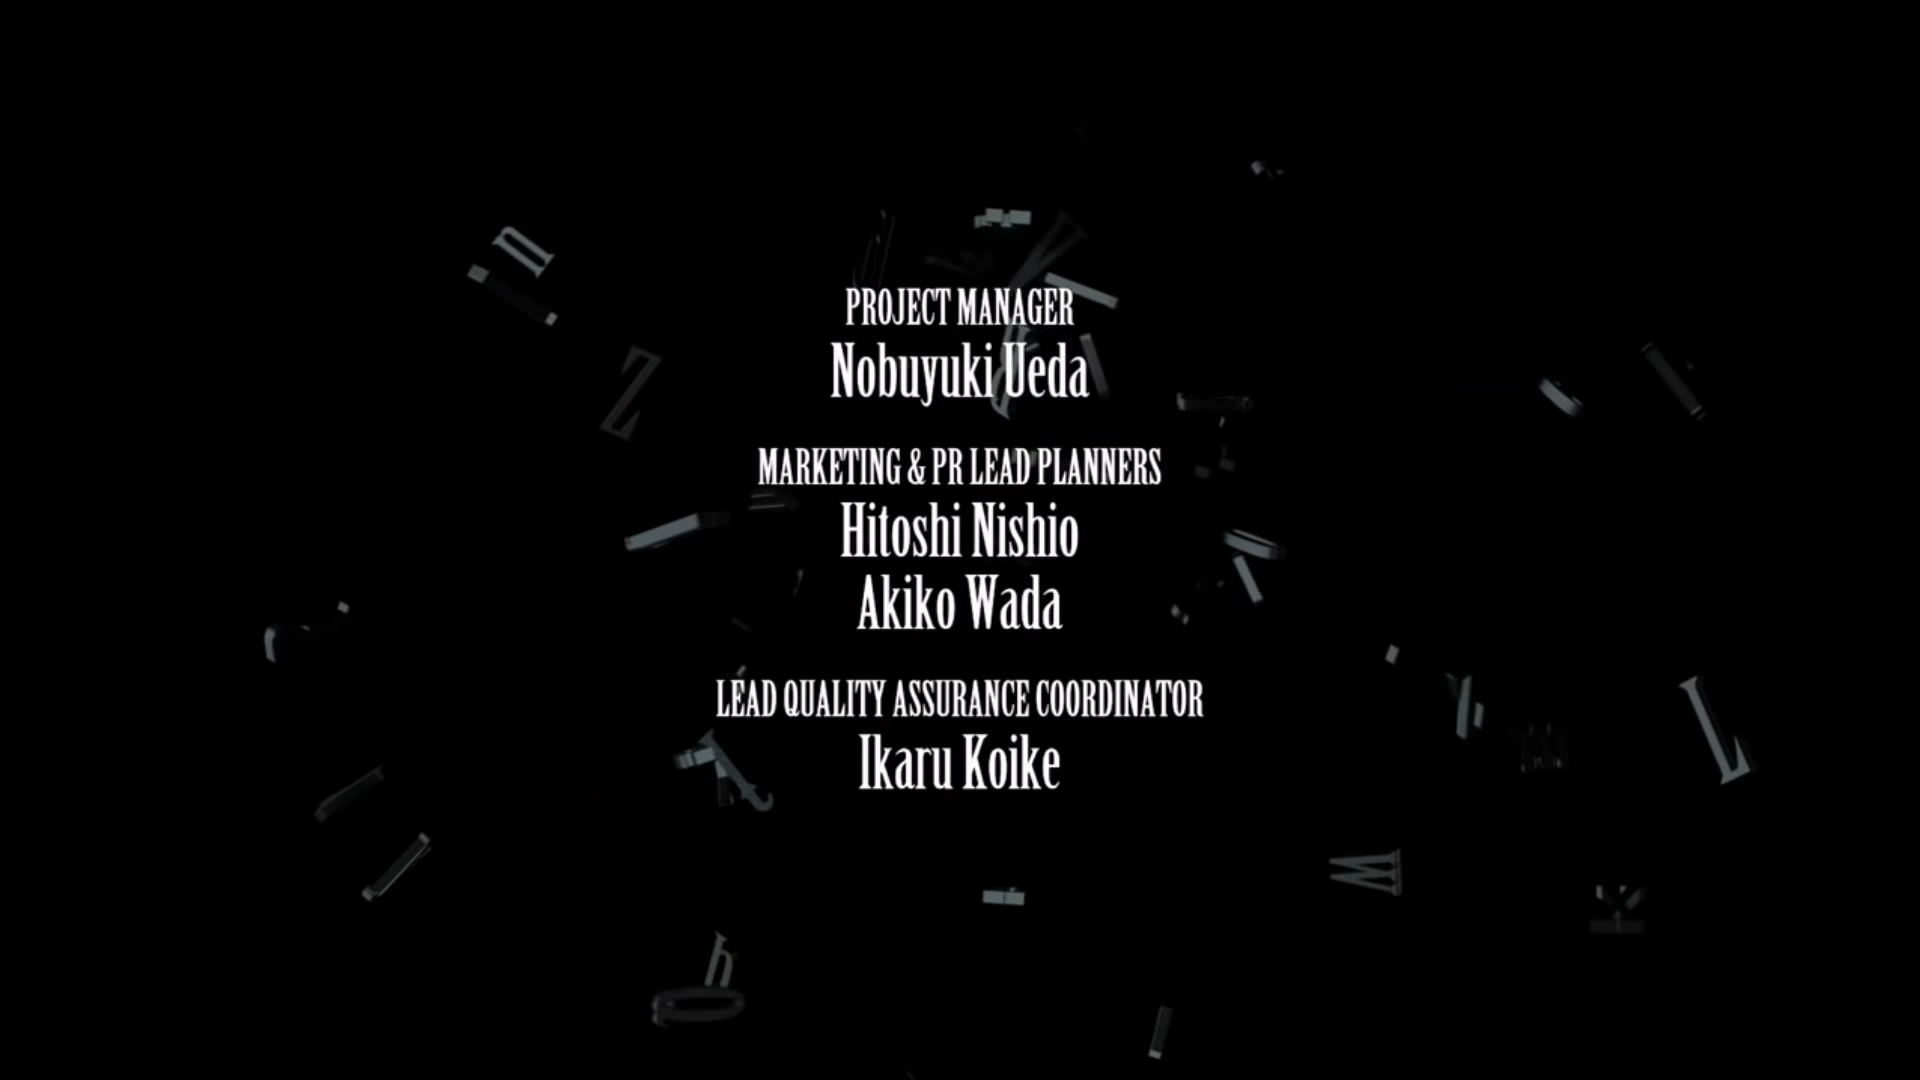 PROJECT MANAGER
Nobuyuki Ueda
MARKETING & PR LEAD PLANNERS
Hitoshi Nishio
Akiko Wada
LEAD QUALITY ASSURANCE COORDINATOR
Ikaru Koike